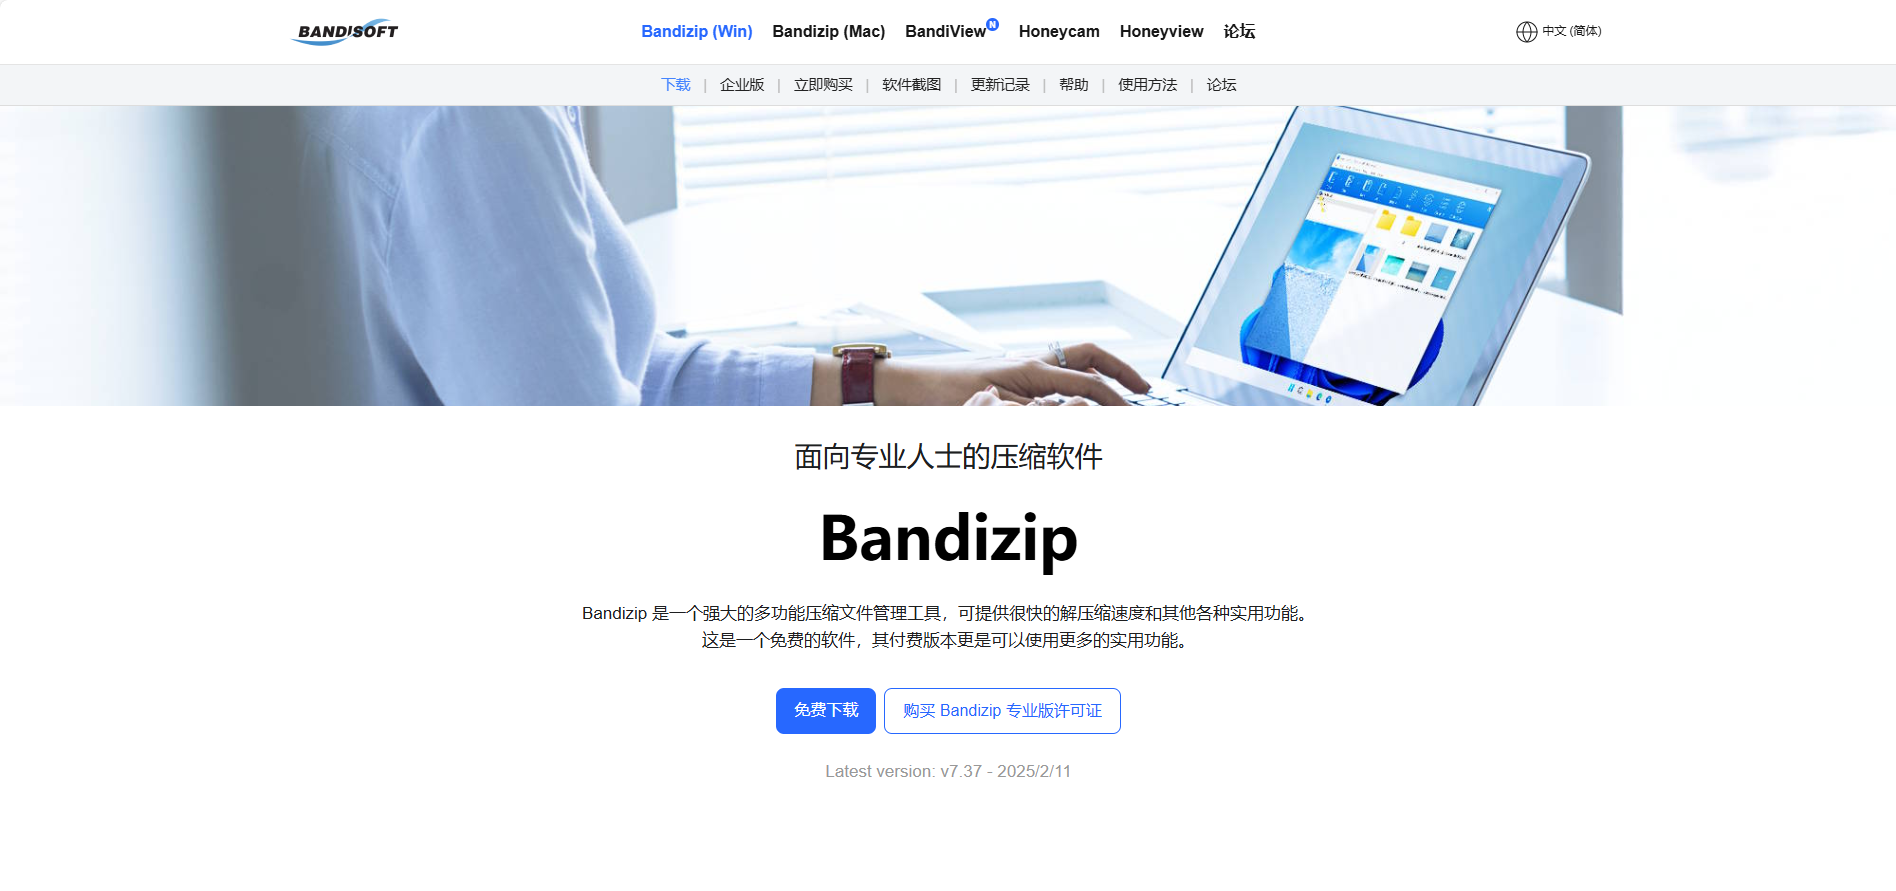 BANDISOFT
Bandizip (Win) Bandizip (Mac) BandiView N Honeycam Honeyview 论坛
中文 (简体)
下载 | 企业版 | 立即购买 | 软件截图 | 更新记录 | 帮助 | 使用方法 | 论坛
面向专业人士的压缩软件
Bandizip
Bandizip 是一个强大的多功能压缩文件管理工具，可提供很快的解压缩速度和其他各种实用功能。
这是一个免费的软件，其付费版本更是可以使用更多的实用功能。
免费下载 购买 Bandizip 专业版许可证
Latest version: v7.37 - 2025/2/11